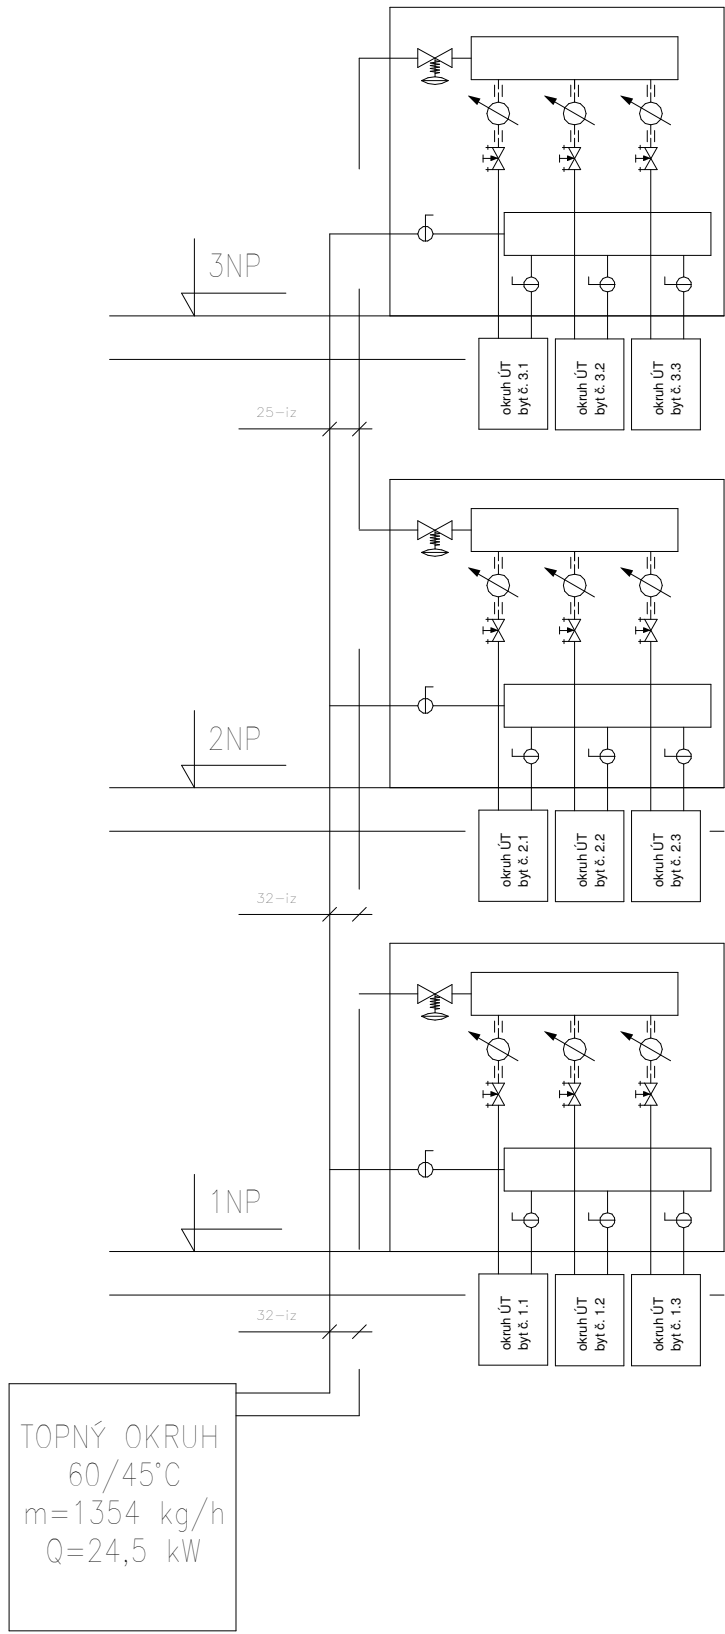 3NP
25-iz
okruh ÚT
byt č. 3.1
okruh ÚT
byt č. 3.2
okruh ÚT
byt č. 3.3
2NP
32-iz
okruh ÚT
byt č. 2.1
okruh ÚT
byt č. 2.2
okruh ÚT
byt č. 2.3
1NP
32-iz
okruh ÚT
byt č. 1.1
okruh ÚT
byt č. 1.2
okruh ÚT
byt č. 1.3
TOPNÝ OKRUH
60/45°C
m=1354 kg/h
Q=24,5 kW